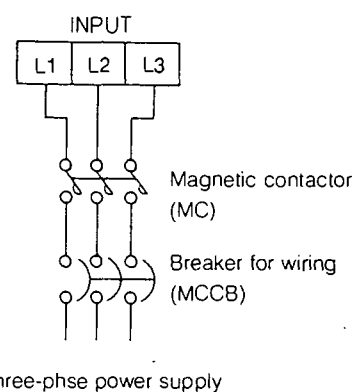 INPUT
L1 L2 L3
Magnetic contactor
(MC)
Breaker for wiring
(MCCB)
hree-phse power supply